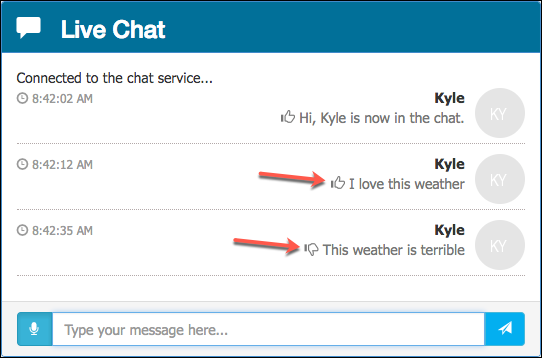 Live Chat
Connected to the chat service...
8:42:02 AM
Kyle
Hi, Kyle is now in the chat.
KY
8:42:12 AM
Kyle
I love this weather
KY
8:42:35 AM
Kyle
This weather is terrible
KY
Type your message here...